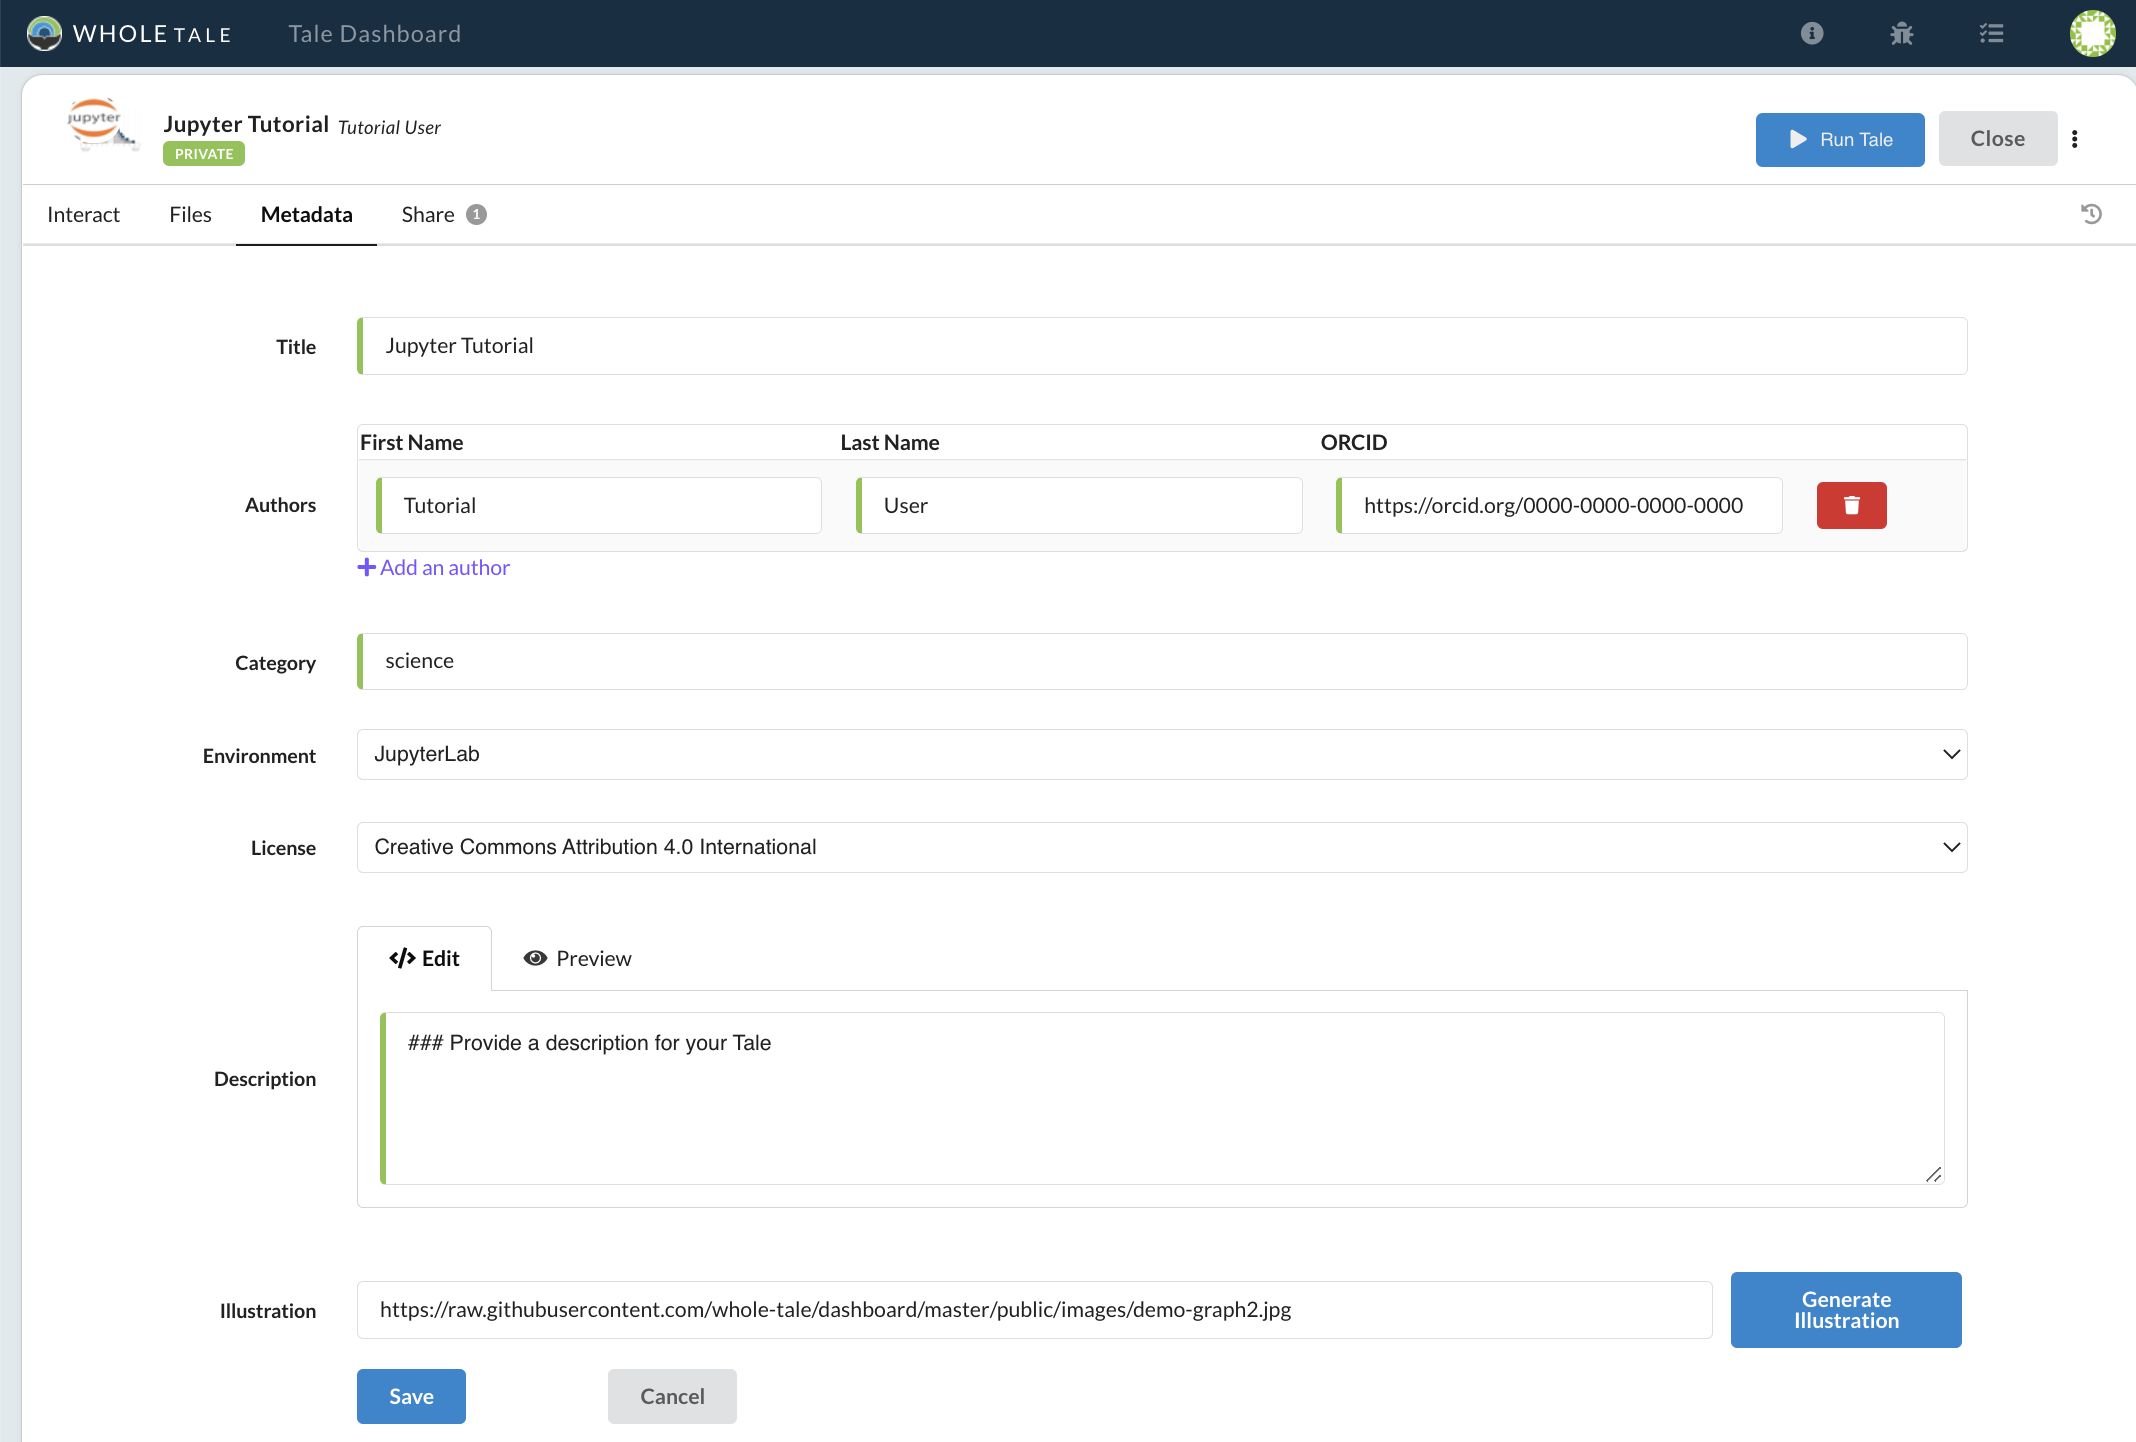 WHOLE TALE Tale Dashboard
jupyter
Jupyter Tutorial Tutorial User
PRIVATE
Run Tale Close
Interact Files Metadata Share 1
Title Jupyter Tutorial
First Name Last Name ORCID
Authors Tutorial User https://orcid.org/0000-0000-0000-0000
Add an author
Category science
Environment JupyterLab
License Creative Commons Attribution 4.0 International
Edit Preview
### Provide a description for your Tale
Description
Illustration https://raw.githubusercontent.com/whole-tale/dashboard/master/public/images/demo-graph2.jpg
Generate
Illustration
Save Cancel